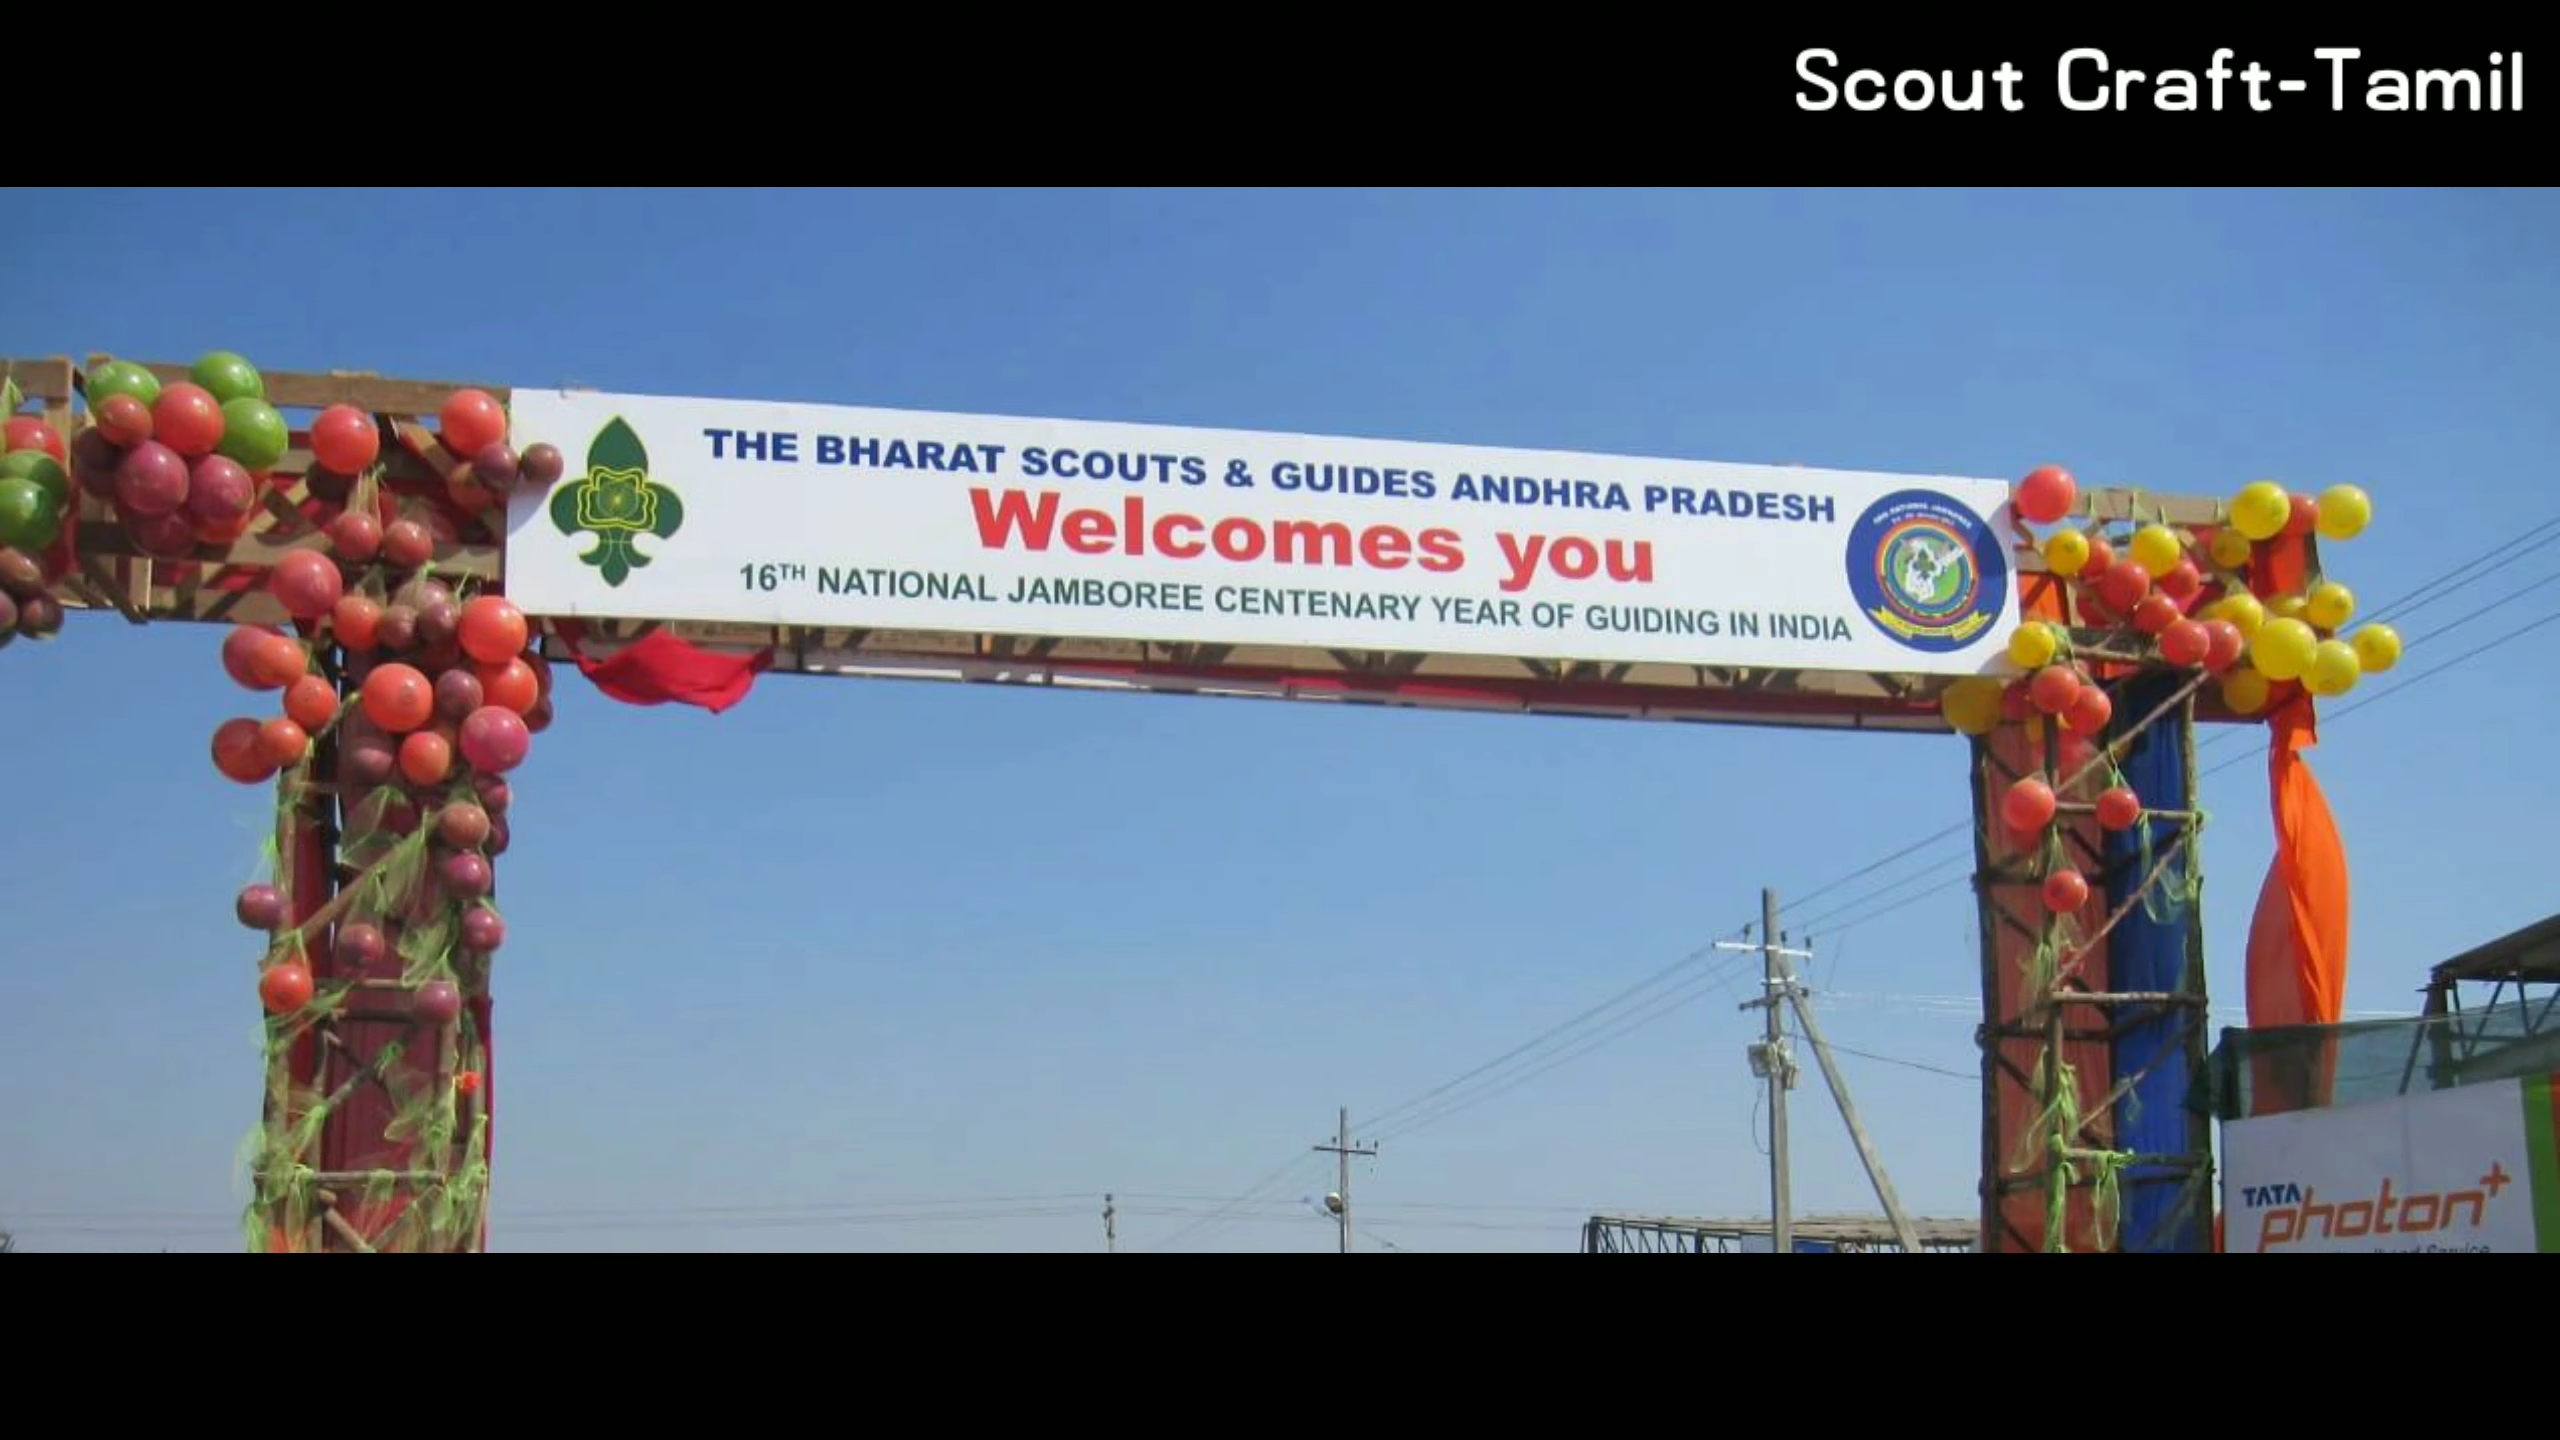 Scout Craft-Tamil
THE BHARAT SCOUTS & GUIDES ANDHRA PRADESH
Welcomes you
16TH NATIONAL JAMBOREE CENTENARY YEAR OF GUIDING IN INDIA
TATA
photon+
Service